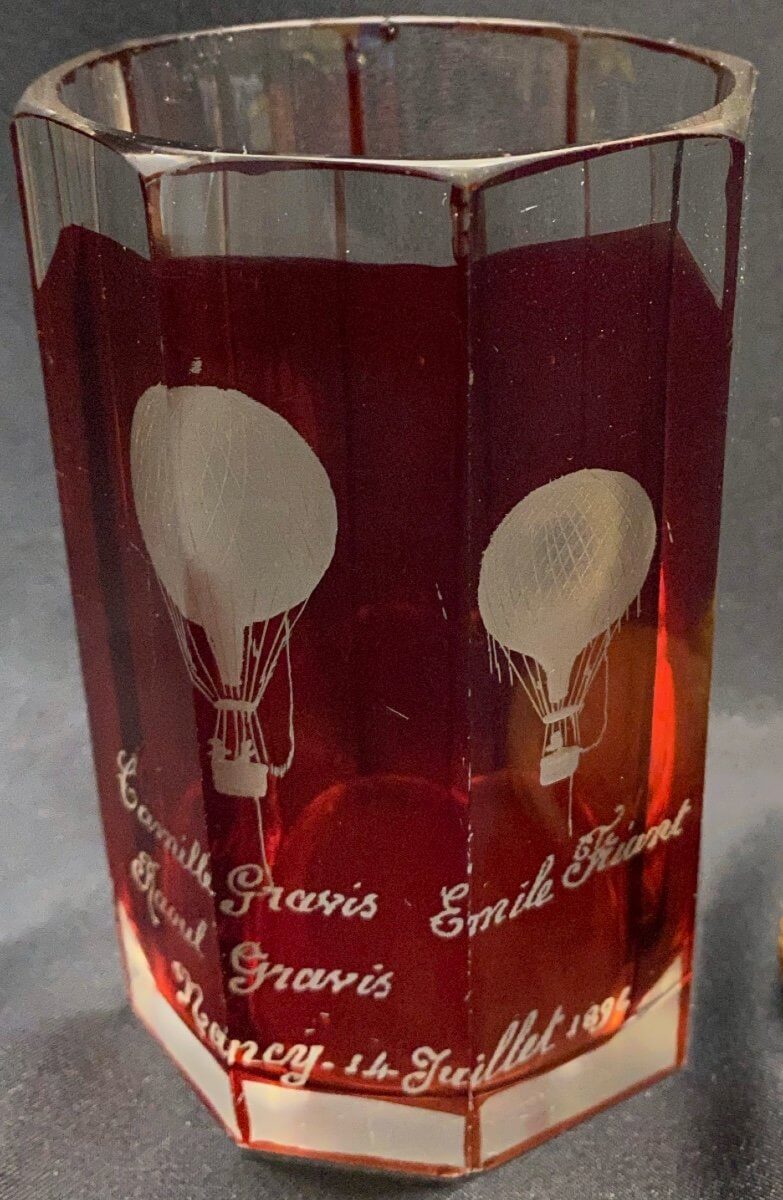 Camille Gravis
Raoul Gravis
Emile Friant
Nancy - 14 Juillet